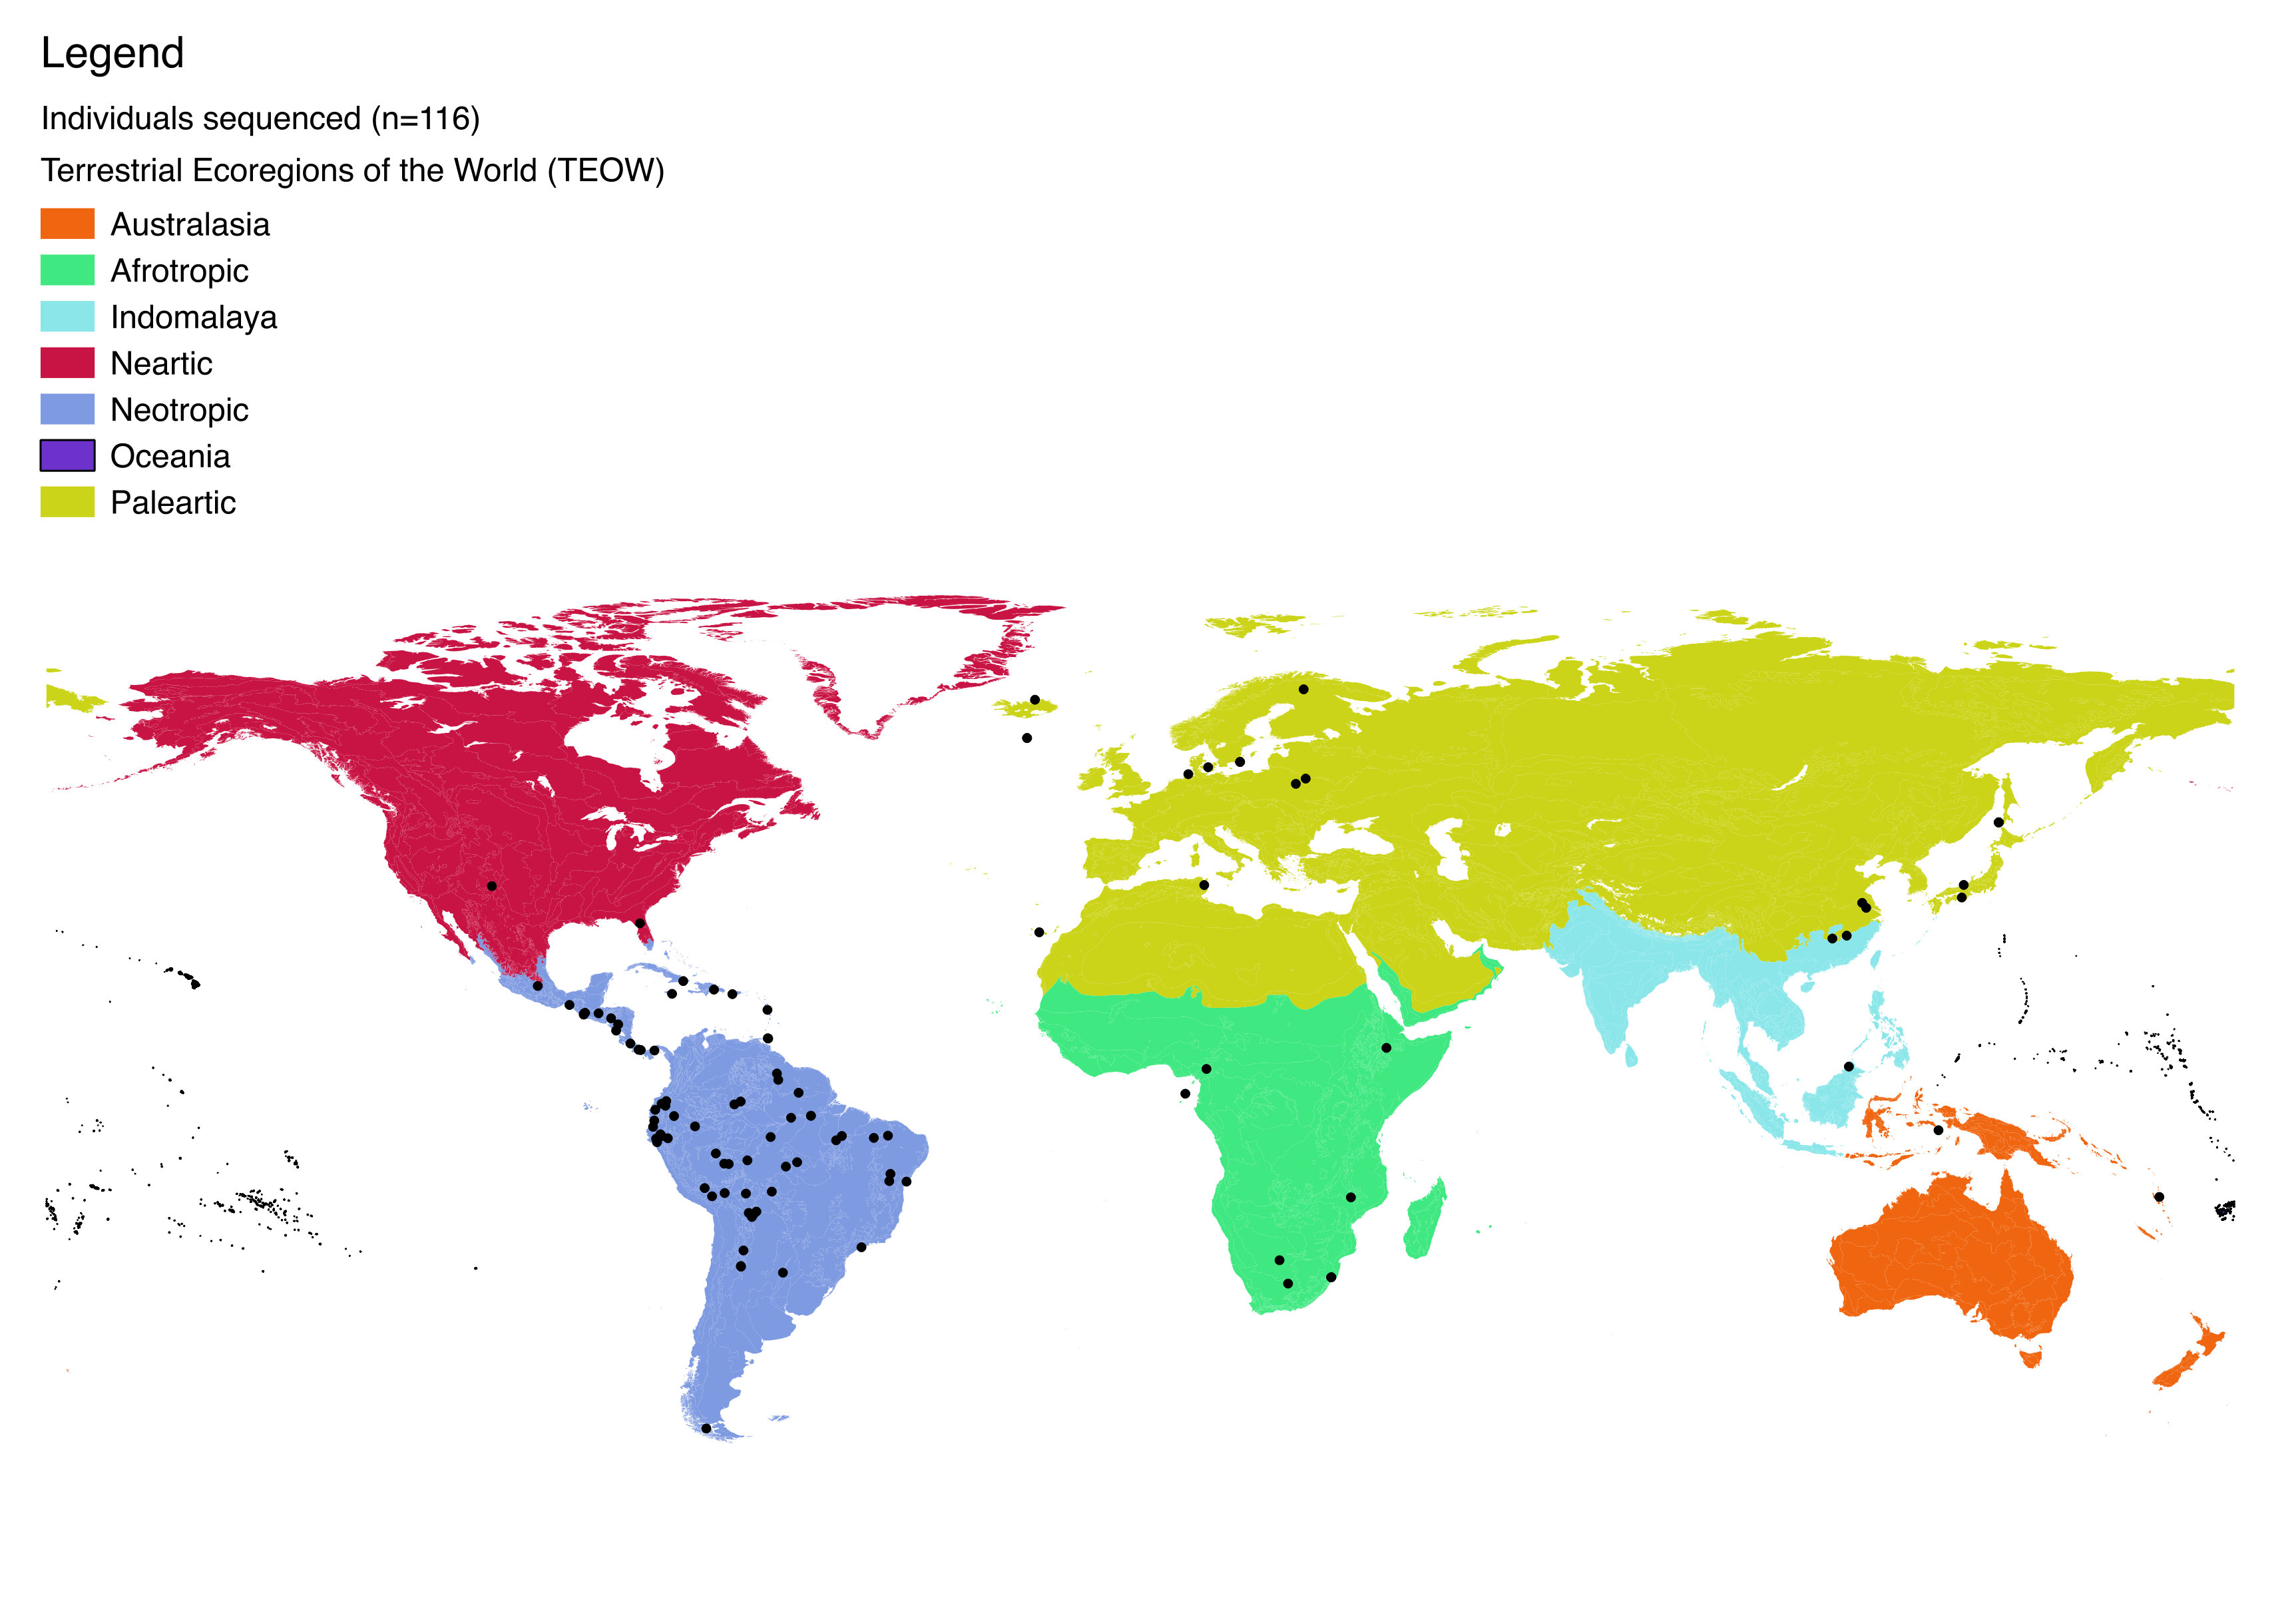 Legend
Individuals sequenced (n=116)
Terrestrial Ecoregions of the World (TEOW)
Australasia
Afrotropic
Indomalaya
Neartic
Neotropic
Oceania
Paleartic